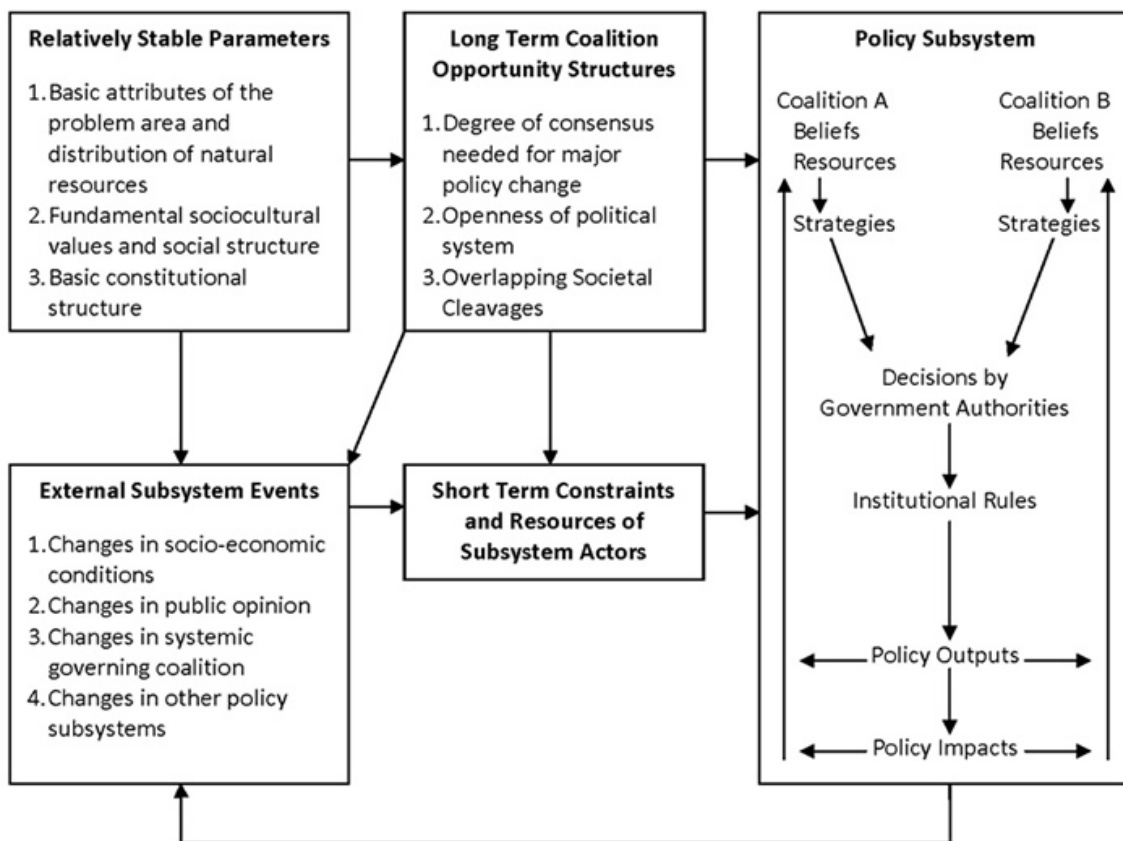 Relatively Stable Parameters
1. Basic attributes of the
problem area and
distribution of natural
resources
2. Fundamental sociocultural
values and social structure
3. Basic constitutional
structure
Long Term Coalition
Opportunity Structures
1. Degree of consensus
needed for major
policy change
2. Openness of political
system
3. Overlapping Societal
Cleavages
Policy Subsystem
Coalition A
Beliefs
Resources
Strategies
Coalition B
Beliefs
Resources
Strategies
Decisions by
Government Authorities
Institutional Rules
Policy Outputs
Policy Impacts
External Subsystem Events
1. Changes in socio-economic
conditions
2. Changes in public opinion
3. Changes in systemic
governing coalition
4. Changes in other policy
subsystems
Short Term Constraints
and Resources of
Subsystem Actors